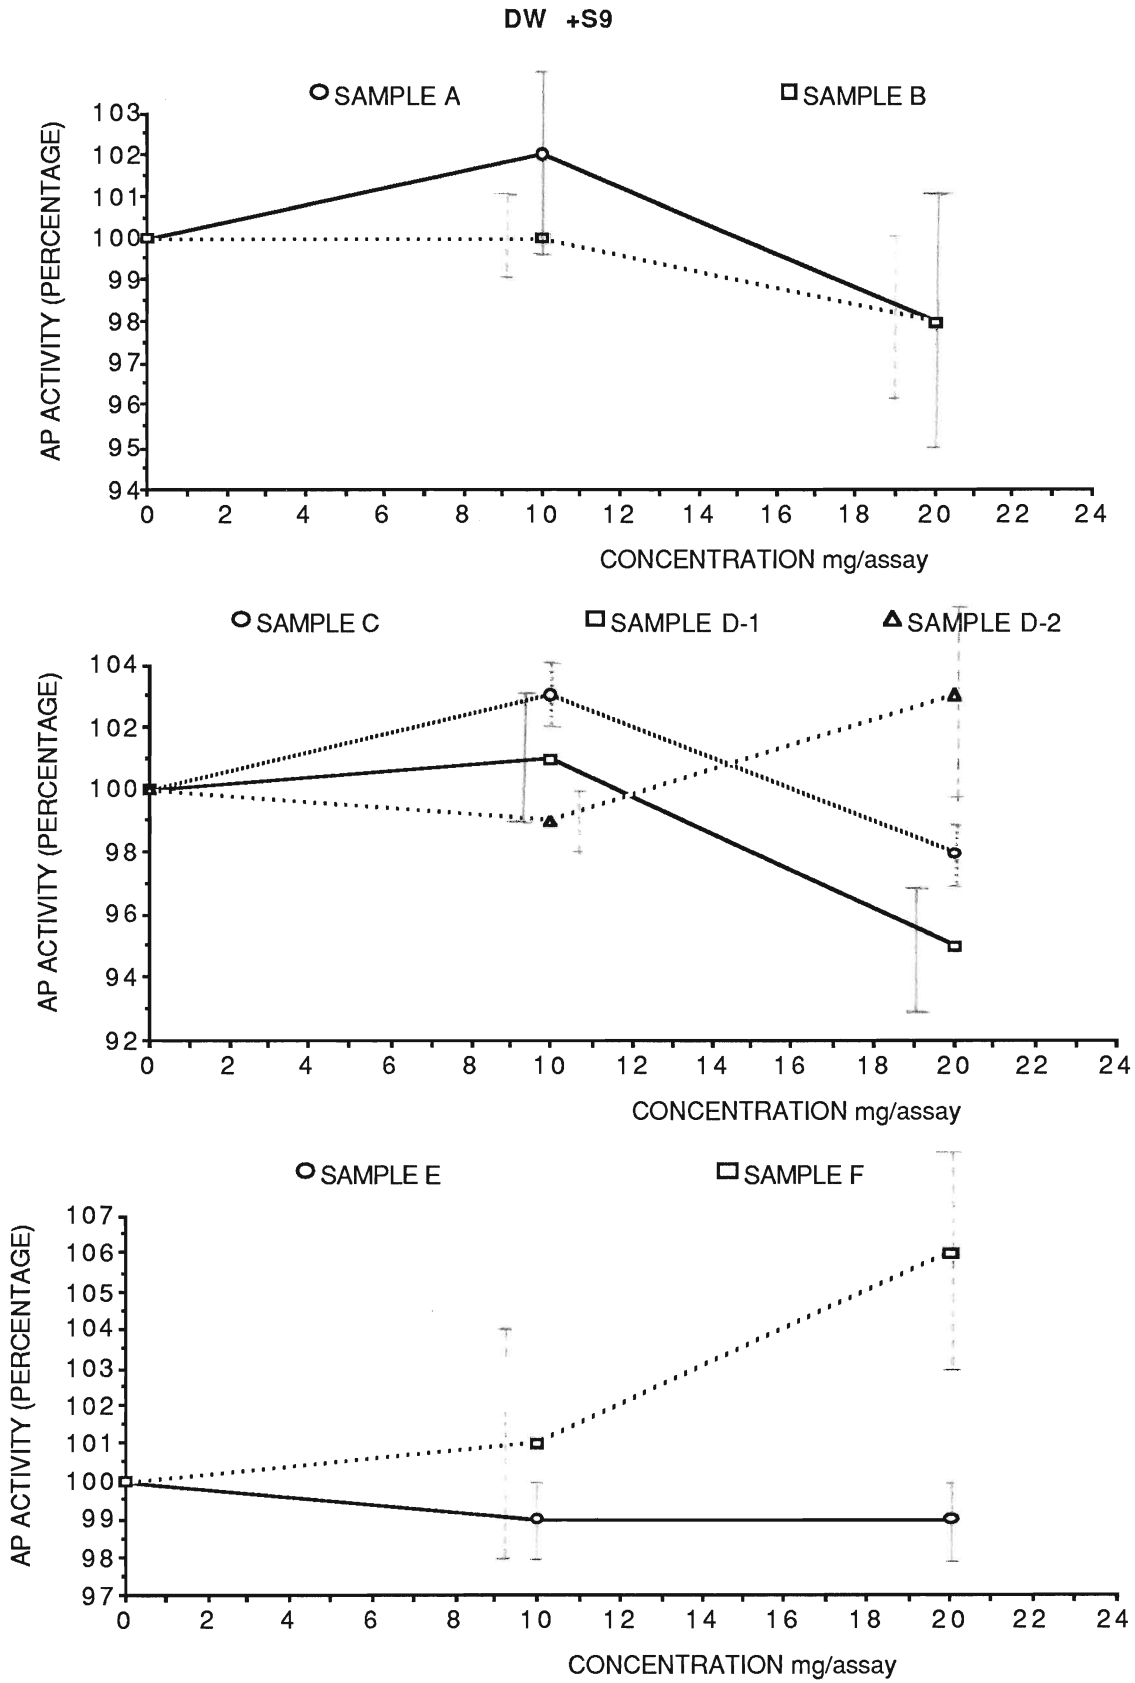 DW +S9
SAMPLE A SAMPLE B
AP ACTIVITY (PERCENTAGE)
103
102
101
100
99
98
97
96
95
94
0 2 4 6 8 10 12 14 16 18 20 22 24
CONCENTRATION mg/assay
SAMPLE C SAMPLE D-1 SAMPLE D-2
AP ACTIVITY (PERCENTAGE)
104
102
100
98
96
94
92
0 2 4 6 8 10 12 14 16 18 20 22 24
CONCENTRATION mg/assay
SAMPLE E SAMPLE F
AP ACTIVITY (PERCENTAGE)
107
106
105
104
103
102
101
100
99
98
97
0 2 4 6 8 10 12 14 16 18 20 22 24
CONCENTRATION mg/assay